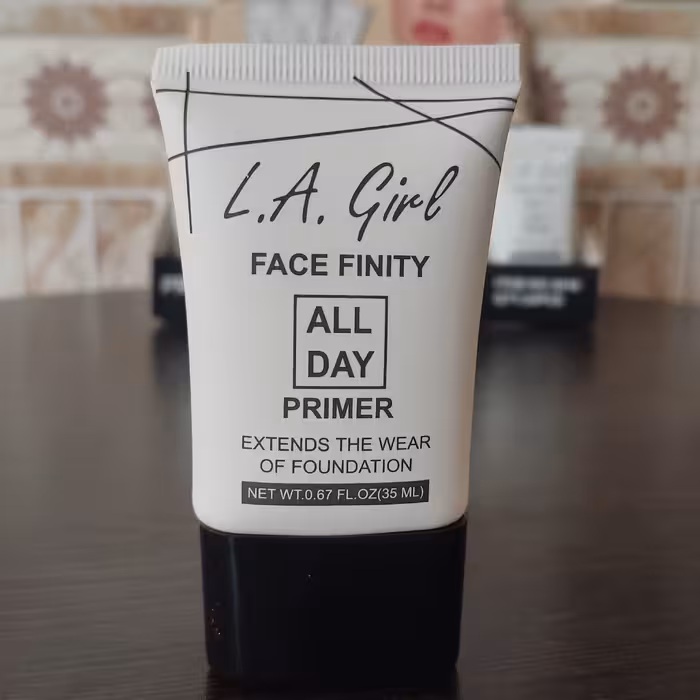 L.A. Girl
FACE FINITY
ALL
DAY
PRIMER
EXTENDS THE WEAR
OF FOUNDATION
NET WT.0.67 FL.OZ(35 ML)